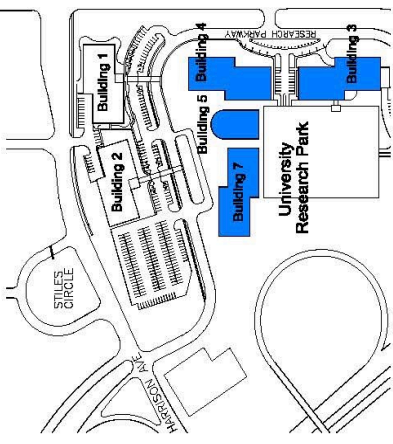 RESEARCH PARKWAY
Building 1
Building 4
Building 3
Building 5
Building 2
Building 7
University
Research Park
STILES
CIRCLE
HARRISON AVE